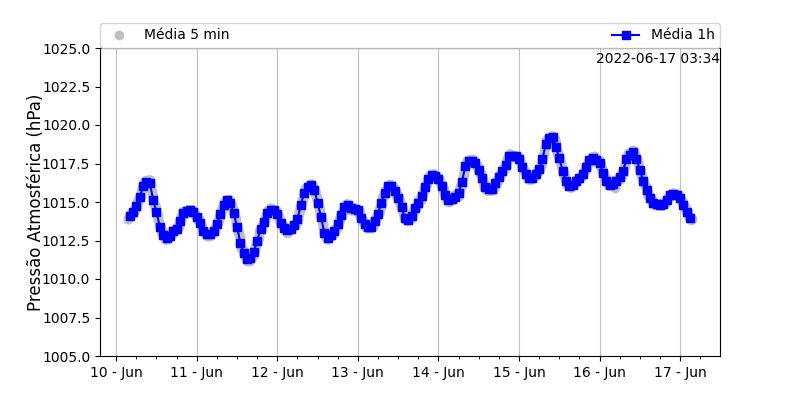 Média 5 min
Média 1h
2022-06-17 03:34
Pressão Atmosférica (hPa)
1025.0
1022.5
1020.0
1017.5
1015.0
1012.5
1010.0
1007.5
1005.0
10 - Jun
11 - Jun
12 - Jun
13 - Jun
14 - Jun
15 - Jun
16 - Jun
17 - Jun